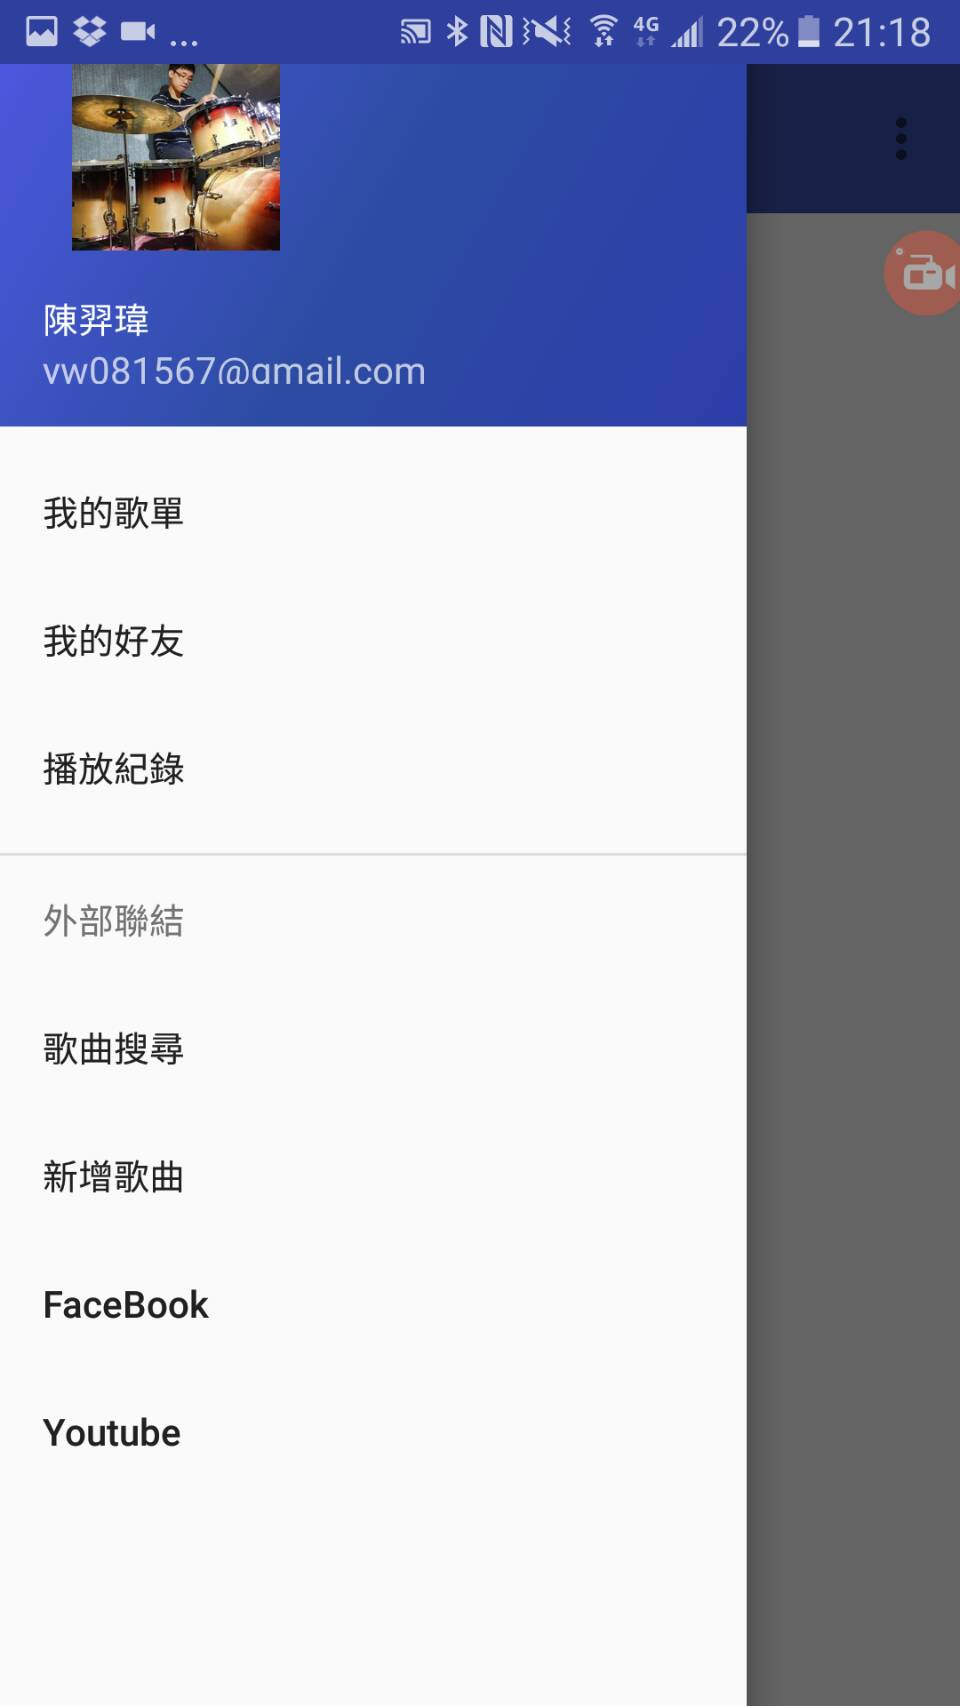 ... 4G 22% 21:18
陳羿瑋
vw081567@gmail.com
我的歌單
我的好友
播放紀錄
外部聯結
歌曲搜尋
新增歌曲
FaceBook
Youtube